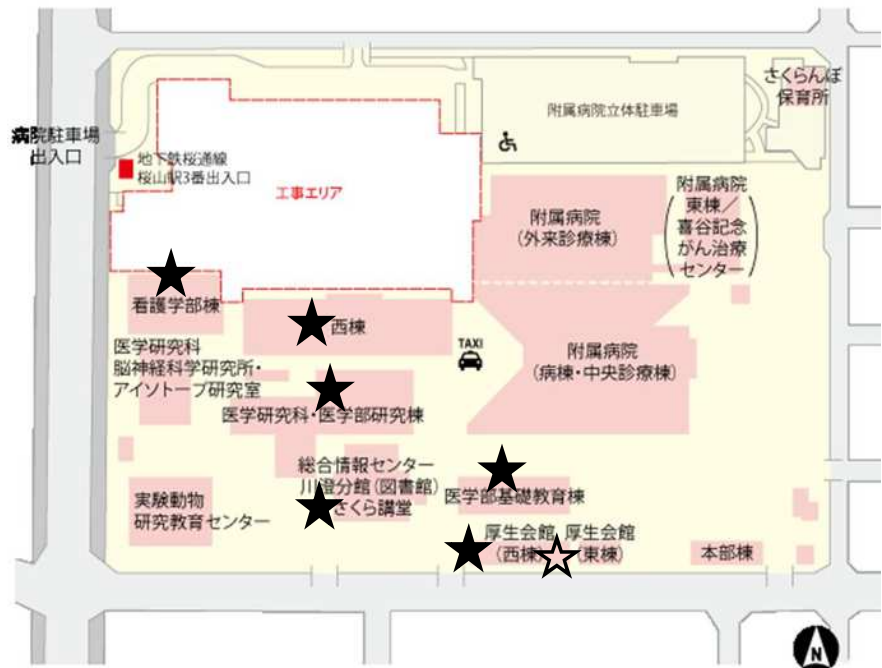 さくらんぼ
保育所
附属病院立体駐車場
病院駐車場
出入口
地下鉄桜通線
桜山駅3番出入口
工事エリア
附属病院
(外来診療棟)
附属病院
東棟/
喜谷記念
がん治療
センター
看護学部棟
西棟
TAXI
附属病院
(病棟・中央診療棟)
医学研究科
脳神経科学研究所・
アイソトープ研究室
医学研究科・医学部研究棟
総合情報センター
川澄分館(図書館)
さくら講堂
医学部基礎教育棟
実験動物
研究教育センター
厚生会館
(西棟)
厚生会館
(東棟)
本部棟
N